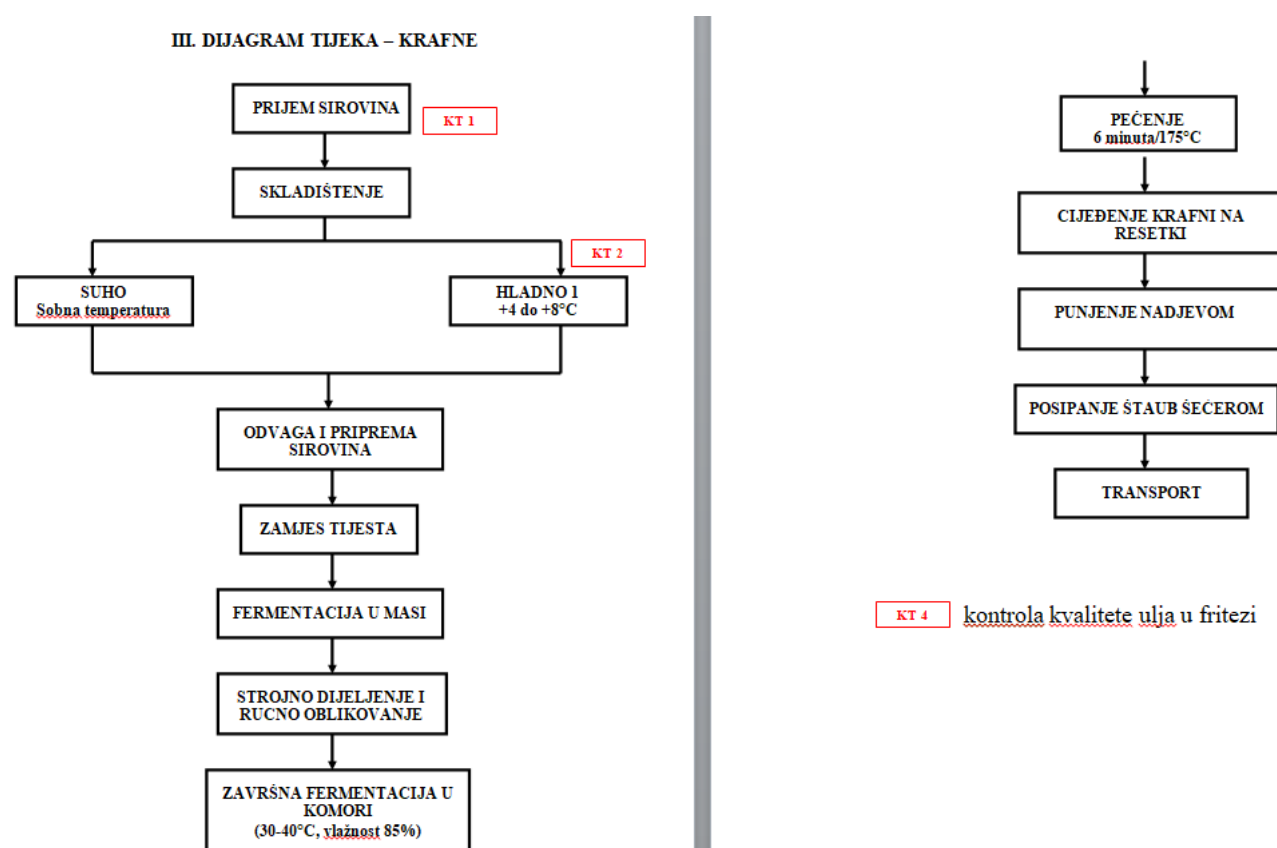 III. DIJAGRAM TIJEKA – KRAFNE
PRIJEM SIROVINA
KT 1
SKLADIŠTENJE
KT 2
SUHO
Sobna temperatura
HLADNO 1
+4 do +8°C
ODVAGA I PRIPREMA
SIROVINA
ZAMJES TIJESTA
FERMENTACIJA U MASI
STROJNO DIJELJENJE I
RUCNO OBLIKOVANJE
ZAVRŠNA FERMENTACIJA U
KOMORI
(30-40°C, vlažnost 85%)
PEČENJE
6 minuta/175°C
CIJEĐENJE KRAFNI NA
RESETKI
PUNJENJE NADJEVOM
POSIPANJE ŠTAUB ŠEČEROM
TRANSPORT
KT 4 kontrola kvalitete ulja u fritezi